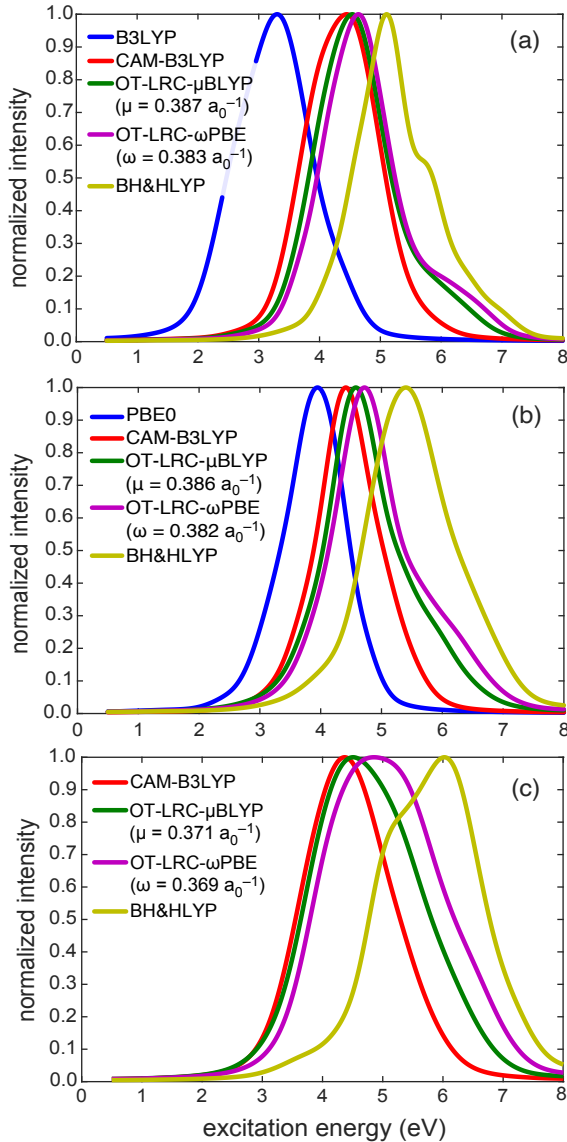 1.0
0.9
0.8
0.7
0.6
0.5
0.4
0.3
0.2
0.1
0.0
normalized intensity
B3LYP
CAM-B3LYP
OT-LRC-μBLYP
(μ = 0.387 a₀⁻¹)
OT-LRC-ωPBE
(ω = 0.383 a₀⁻¹)
BH&HLYP
(a)
0 1 2 3 4 5 6 7 8
1.0
0.9
0.8
0.7
0.6
0.5
0.4
0.3
0.2
0.1
0.0
normalized intensity
PBE0
CAM-B3LYP
OT-LRC-μBLYP
(μ = 0.386 a₀⁻¹)
OT-LRC-ωPBE
(ω = 0.382 a₀⁻¹)
BH&HLYP
(b)
0 1 2 3 4 5 6 7 8
1.0
0.9
0.8
0.7
0.6
0.5
0.4
0.3
0.2
0.1
0.0
normalized intensity
CAM-B3LYP
OT-LRC-μBLYP
(μ = 0.371 a₀⁻¹)
OT-LRC-ωPBE
(ω = 0.369 a₀⁻¹)
BH&HLYP
(c)
0 1 2 3 4 5 6 7 8
excitation energy (eV)